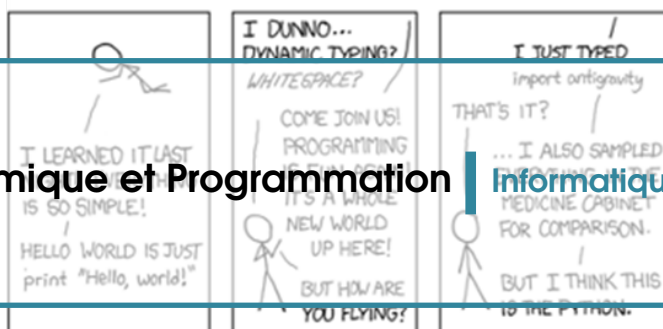 I LEARNED IT LAST
IS SO SIMPLE!
HELLO WORLD IS JUST
print "Hello, world!"
I DUNNO...
DYNAMIC TYPING?
WHITESPACE?
COME JOIN US!
PROGRAMMING
IT'S A WHOLE
NEW WORLD
UP HERE!
BUT HOW ARE
YOU FLYING?
I JUST TYPED
import antigravity
THAT'S IT?
... I ALSO SAMPLED
MEDICINE CABINET
FOR COMPARISON.
BUT I THINK THIS
IS THE PYTHON.
mique et Programmation
Informatiqu